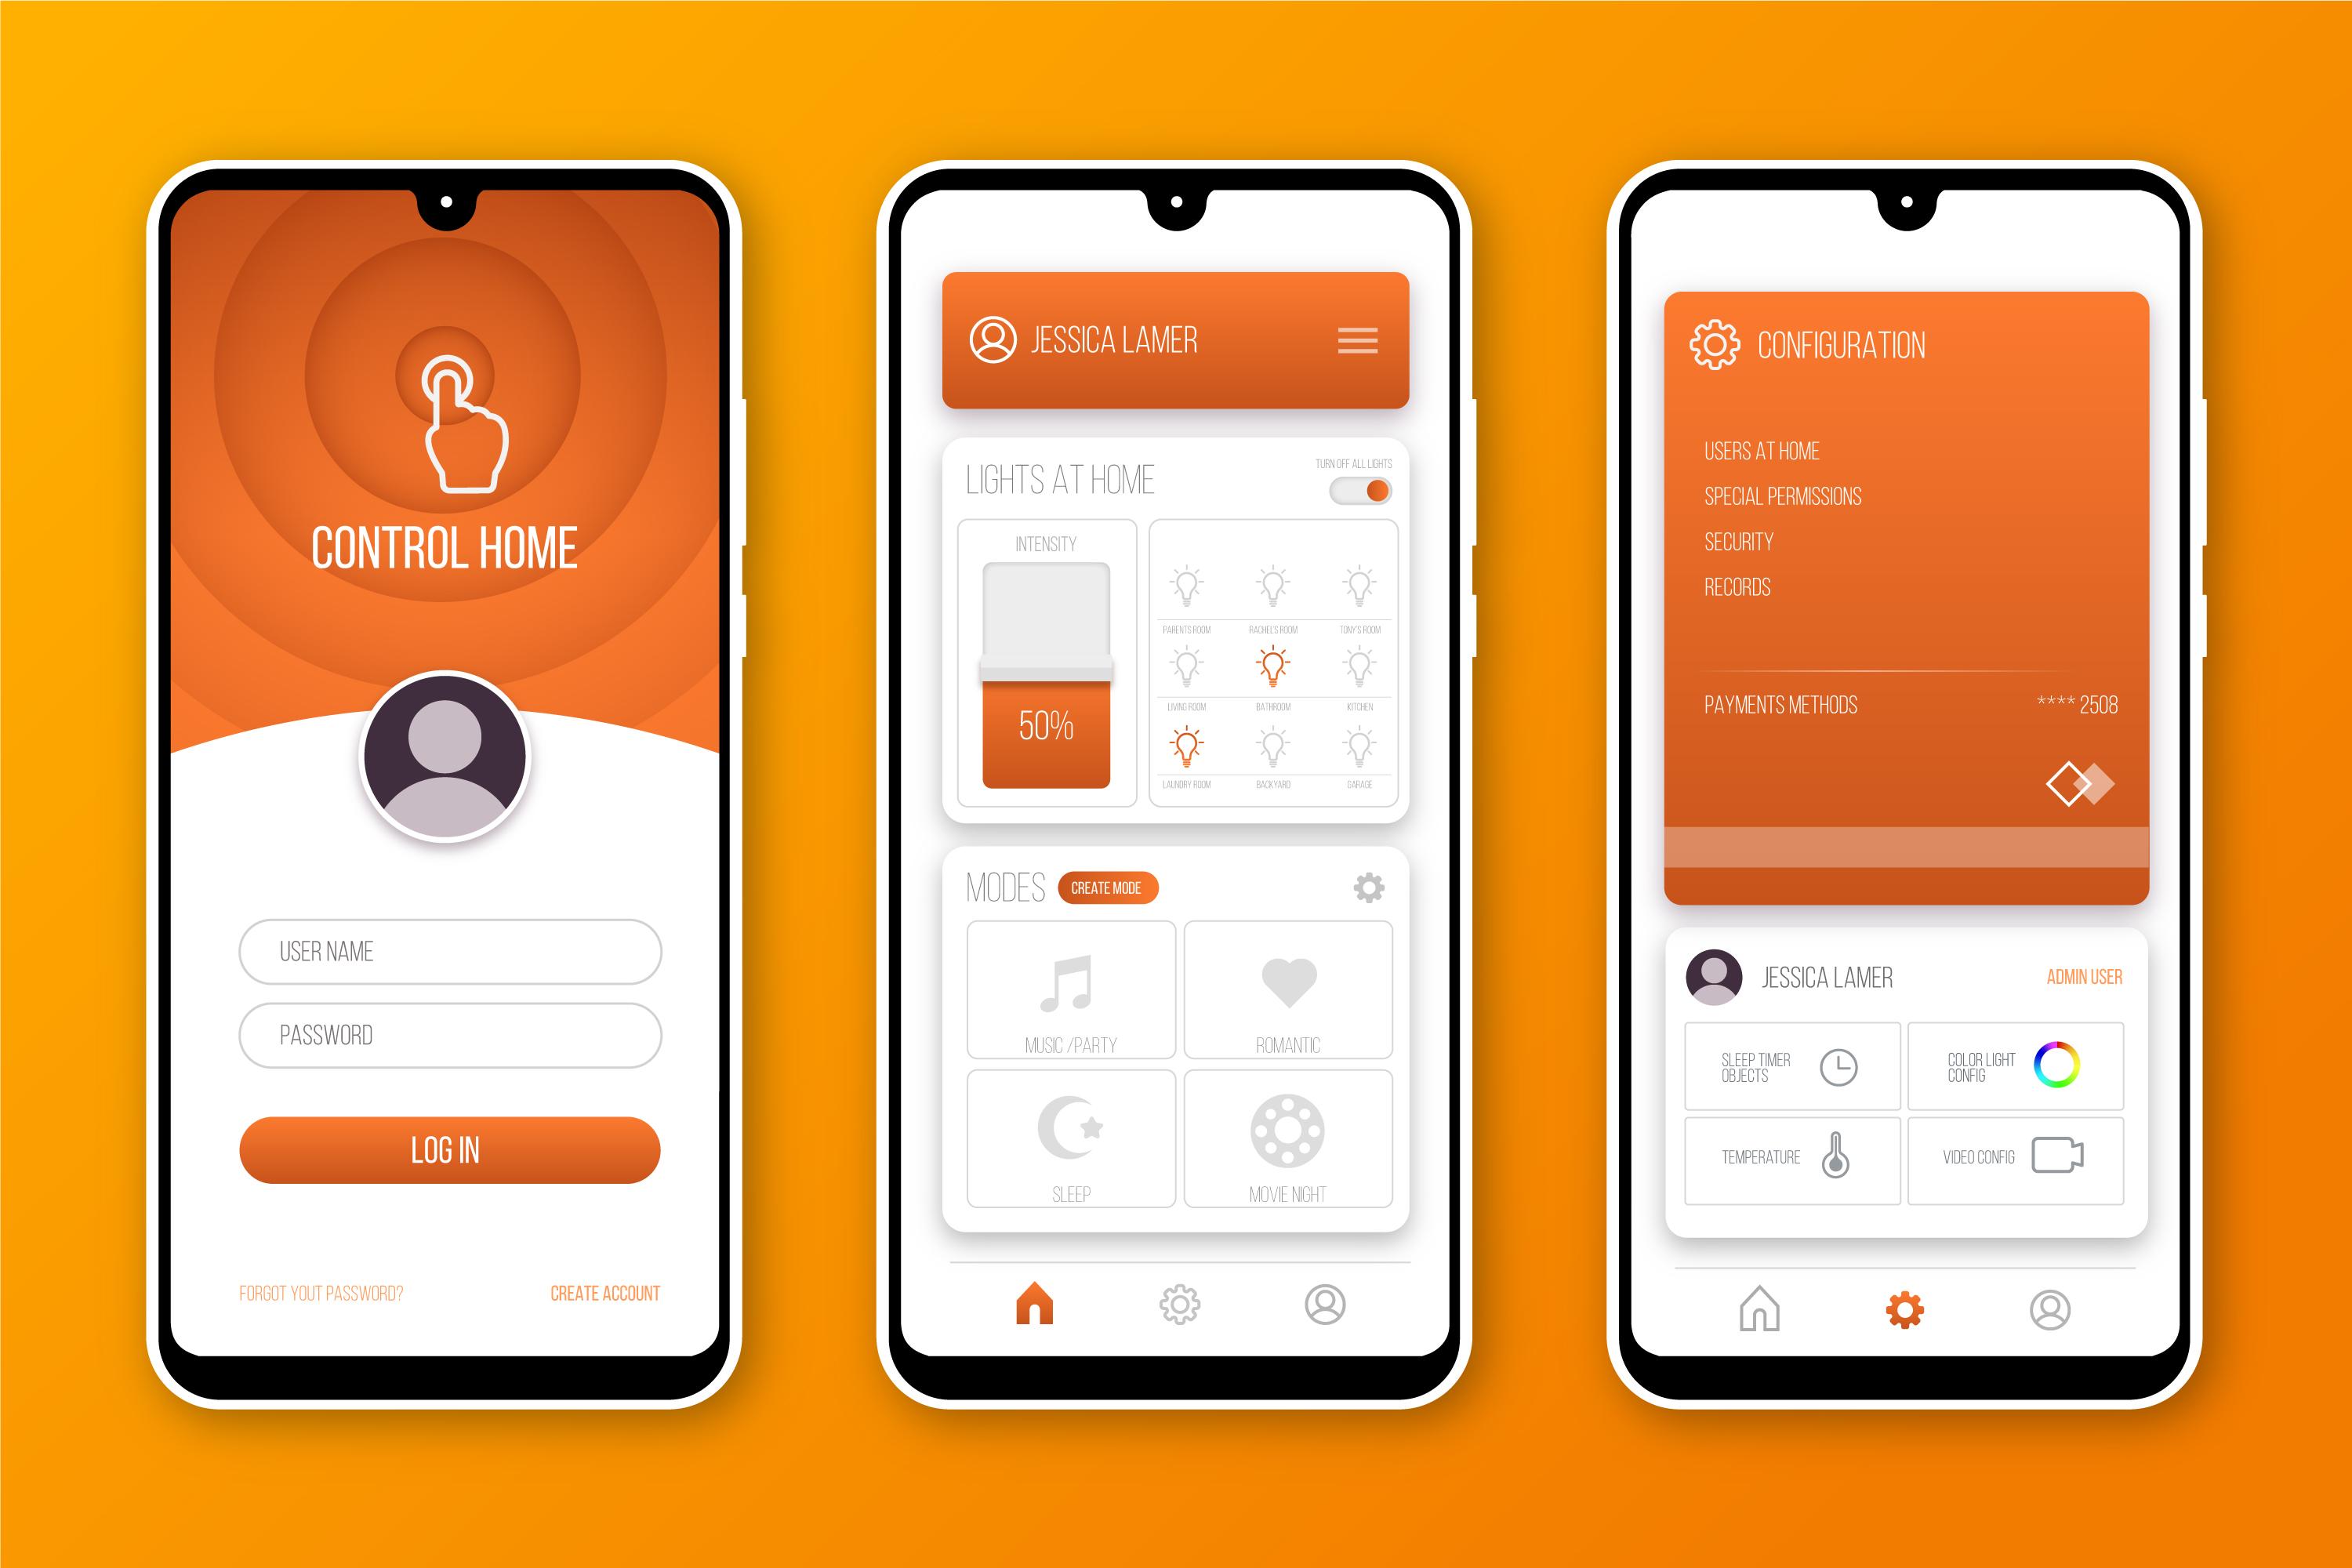 CONTROL HOME
USER NAME
PASSWORD
LOG IN
FORGOT YOUT PASSWORD?
CREATE ACCOUNT
JESSICA LAMER
LIGHTS AT HOME
TURN OFF ALL LIGHTS
INTENSITY
50%
PARENTS ROOM
RACHEL'S ROOM
TONY'S ROOM
LIVING ROOM
BATHROOM
KITCHEN
LAUNDRY ROOM
BACKYARD
GARAGE
MODES
CREATE MODE
MUSIC /PARTY
ROMANTIC
SLEEP
MOVIE NIGHT
CONFIGURATION
USERS AT HOME
SPECIAL PERMISSIONS
SECURITY
RECORDS
PAYMENTS METHODS
**** 2508
JESSICA LAMER
ADMIN USER
SLEEP TIMER
OBJECTS
COLOR LIGHT
CONFIG
TEMPERATURE
VIDEO CONFIG